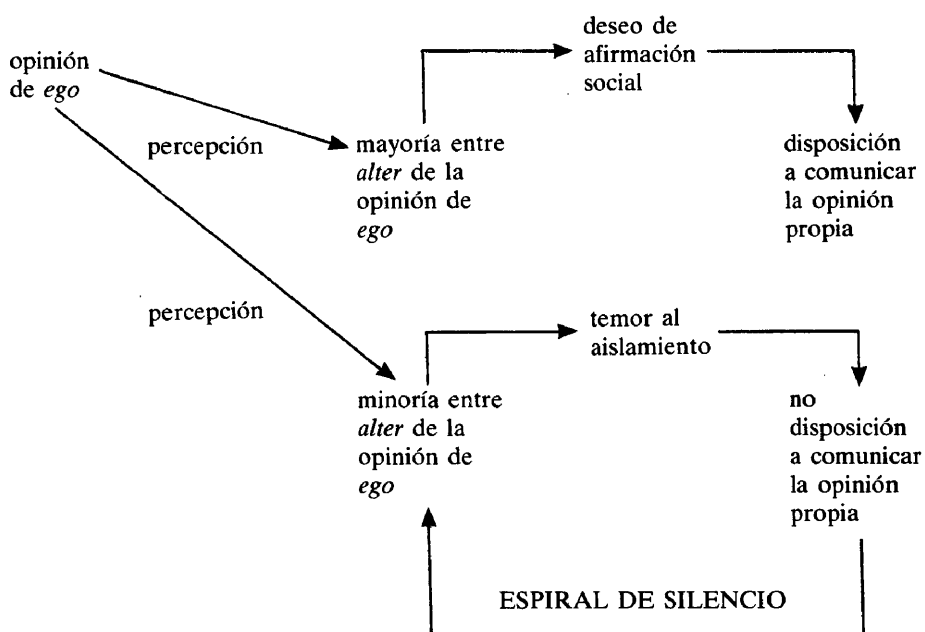 opinión
de ego
percepción
mayoría entre
alter de la
opinión de
ego
deseo de
afirmación
social
disposición
a comunicar
la opinión
propia
percepción
minoría entre
alter de la
opinión de
ego
temor al
aislamiento
no
disposición
a comunicar
la opinión
propia
ESPIRAL DE SILENCIO